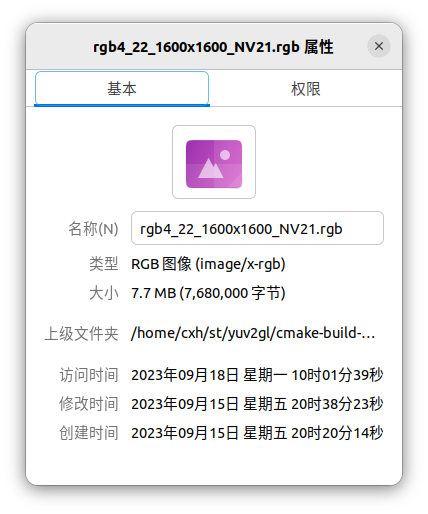 rgb4_22_1600x1600_NV21.rgb 属性
基本 权限
名称(N) rgb4_22_1600x1600_NV21.rgb
类型 RGB 图像 (image/x-rgb)
大小 7.7 MB (7,680,000 字节)
上级文件夹 /home/cxh/st/yuv2gl/cmake-build-…
访问时间 2023年09月18日 星期一 10时01分39秒
修改时间 2023年09月15日 星期五 20时38分23秒
创建时间 2023年09月15日 星期五 20时20分14秒